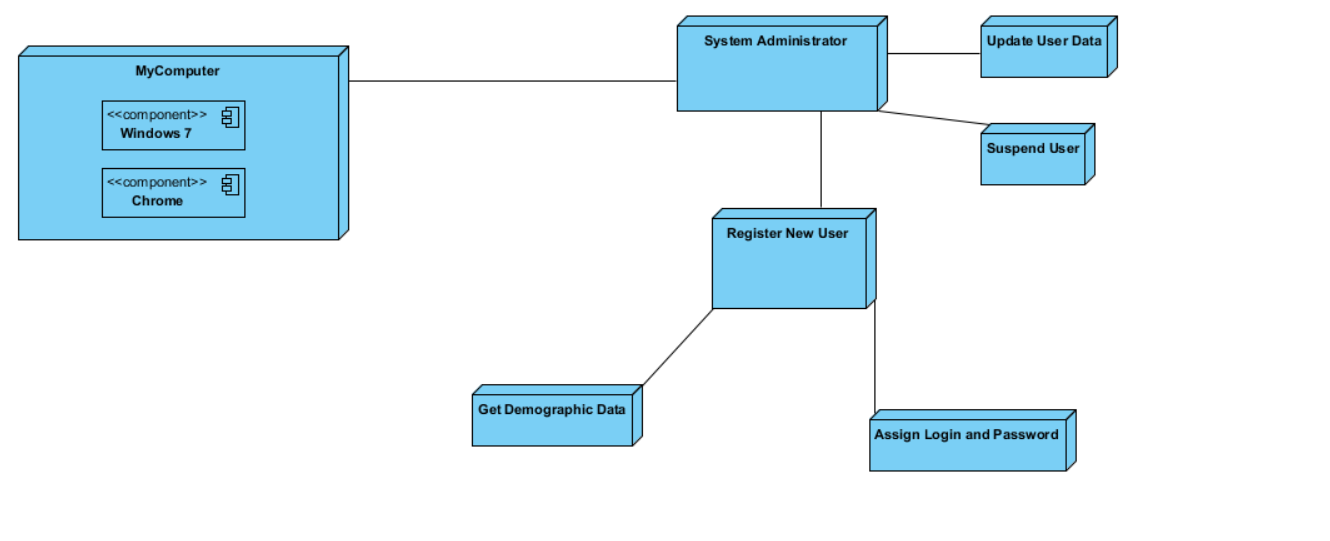 MyComputer
<<component>>
Windows 7
<<component>>
Chrome
System Administrator
Update User Data
Suspend User
Register New User
Get Demographic Data
Assign Login and Password